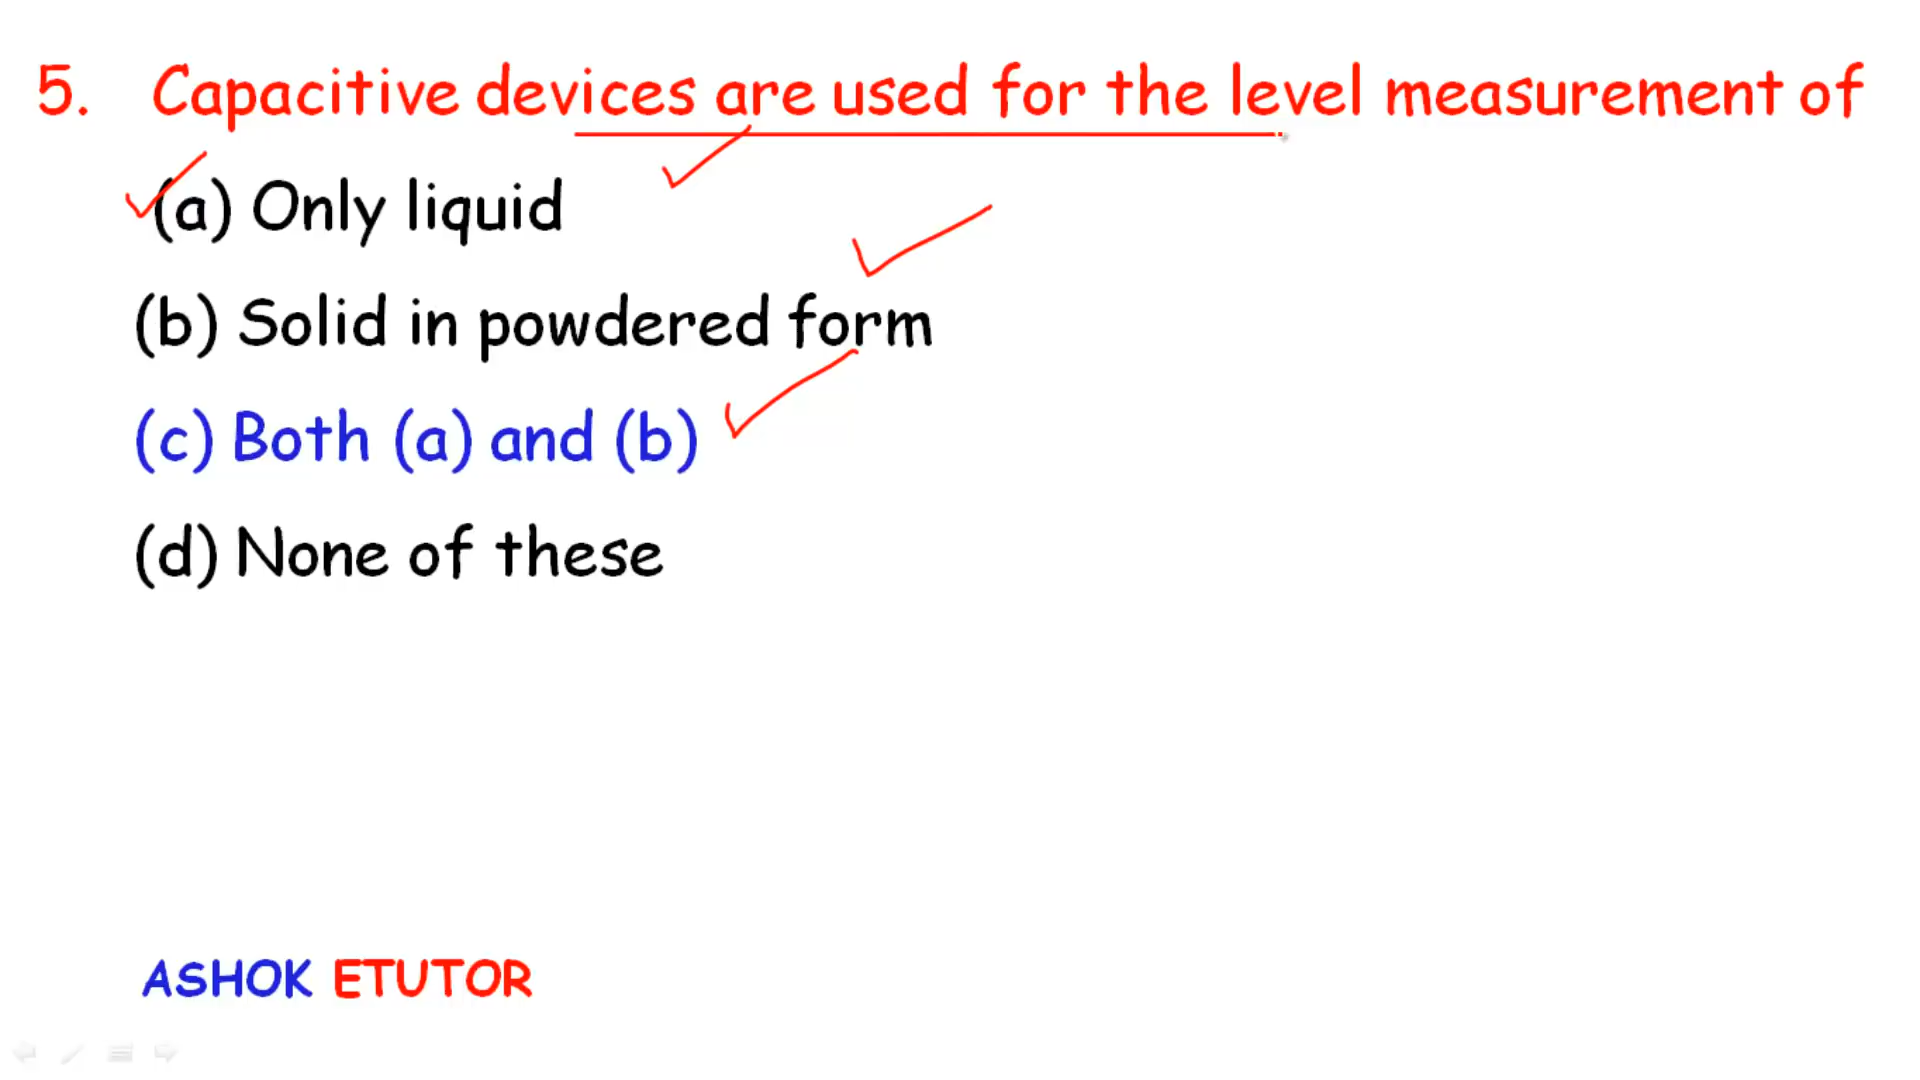 5. Capacitive devices are used for the level measurement of
(a) Only liquid
(b) Solid in powdered form
(c) Both (a) and (b)
(d) None of these
ASHOK ETUTOR